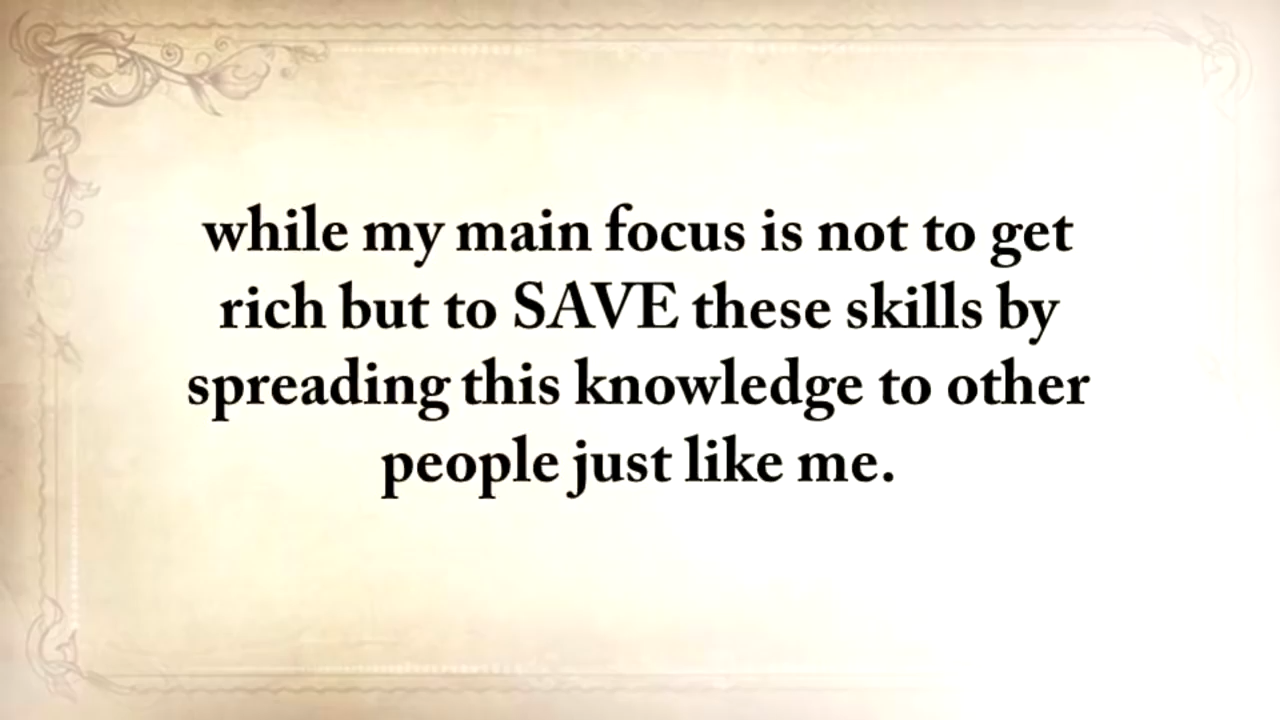 while my main focus is not to get
rich but to SAVE these skills by
spreading this knowledge to other
people just like me.